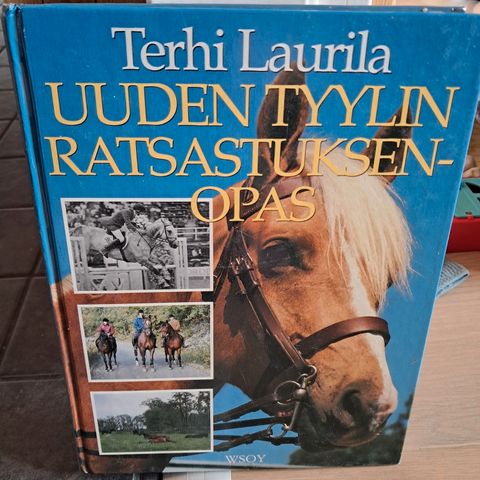 Terhi Laurila
UUDEN TYYLIN
RATSASTUKSEN-
OPAS
WSOY